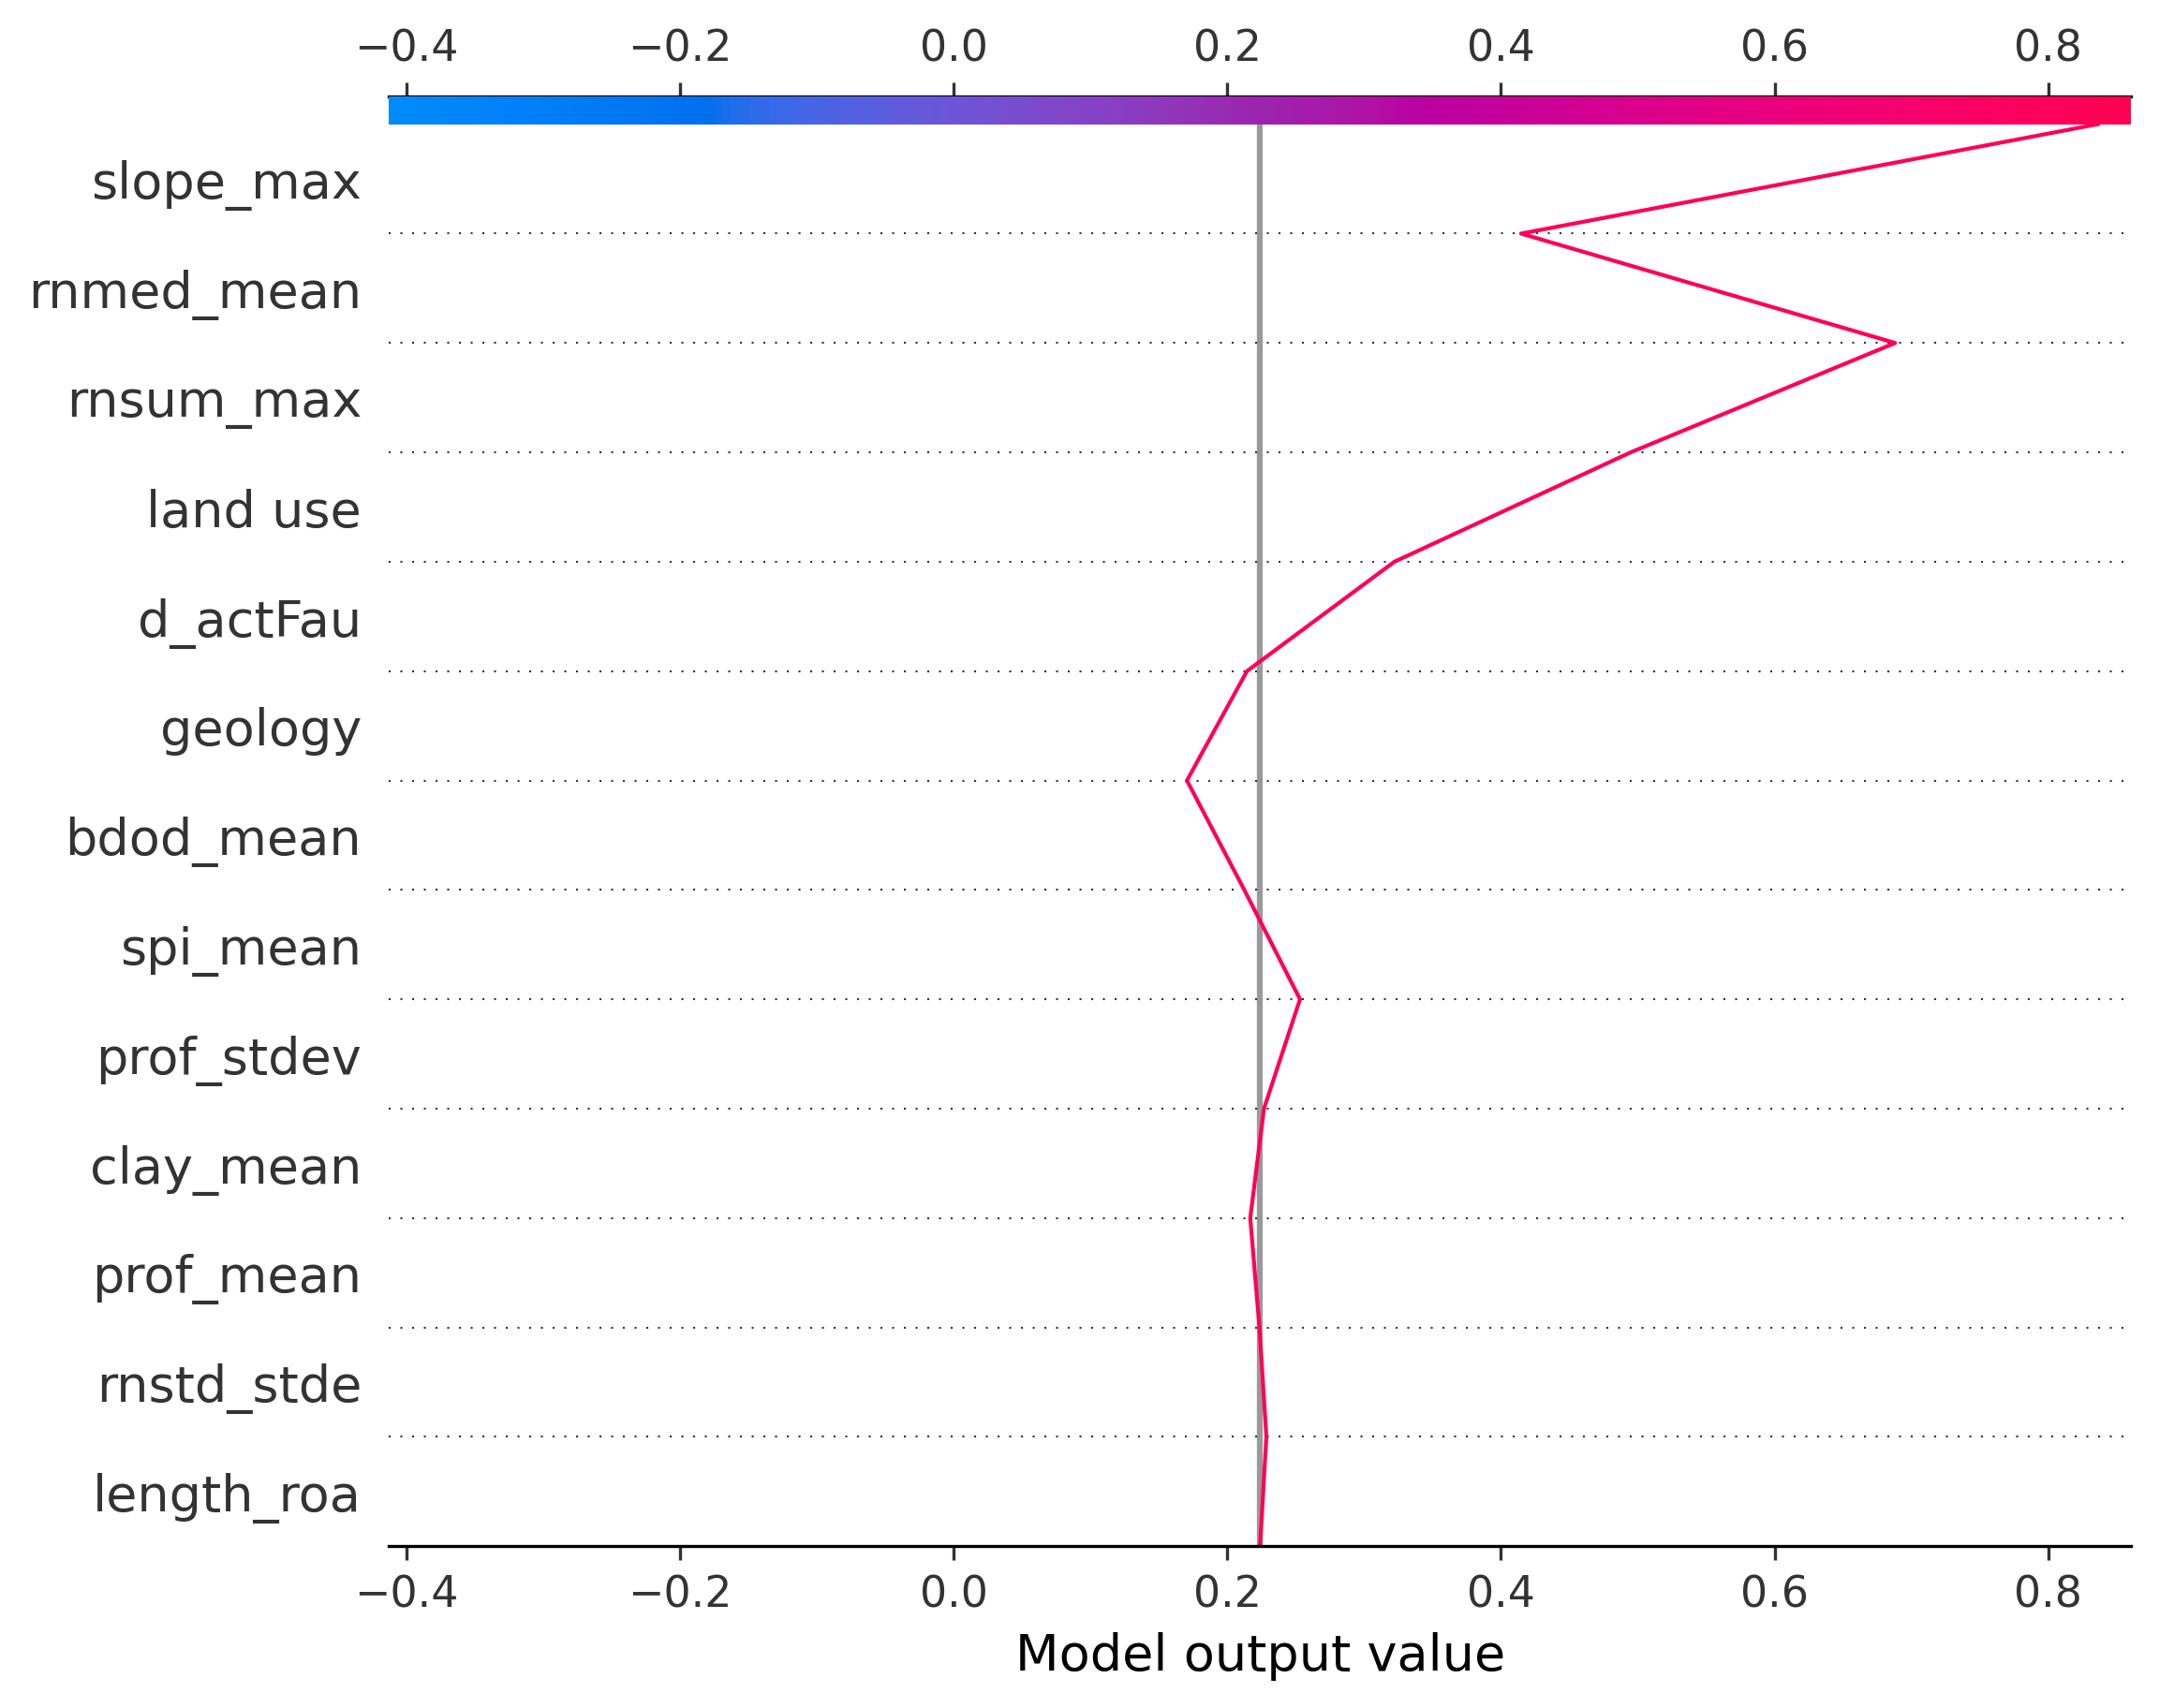 −0.4 −0.2 0.0 0.2 0.4 0.6 0.8
slope_max
rnmed_mean
rnsum_max
land use
d_actFau
geology
bdod_mean
spi_mean
prof_stdev
clay_mean
prof_mean
rnstd_stde
length_roa
−0.4 −0.2 0.0 0.2 0.4 0.6 0.8
Model output value